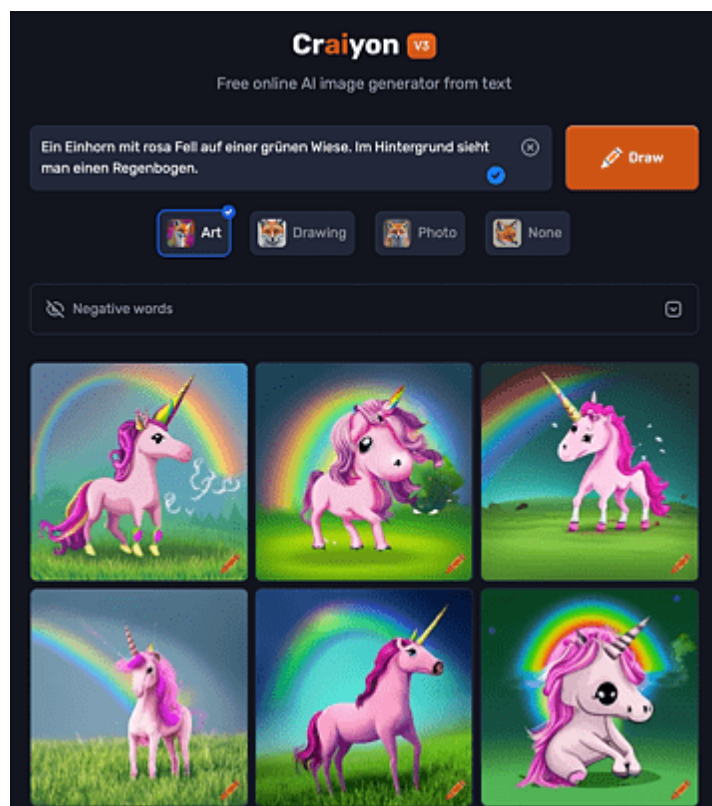 Craiyon V3
Free online AI image generator from text
Ein Einhorn mit rosa Fell auf einer grünen Wiese. Im Hintergrund sieht
man einen Regenbogen.
Draw
Art Drawing Photo None
Negative words